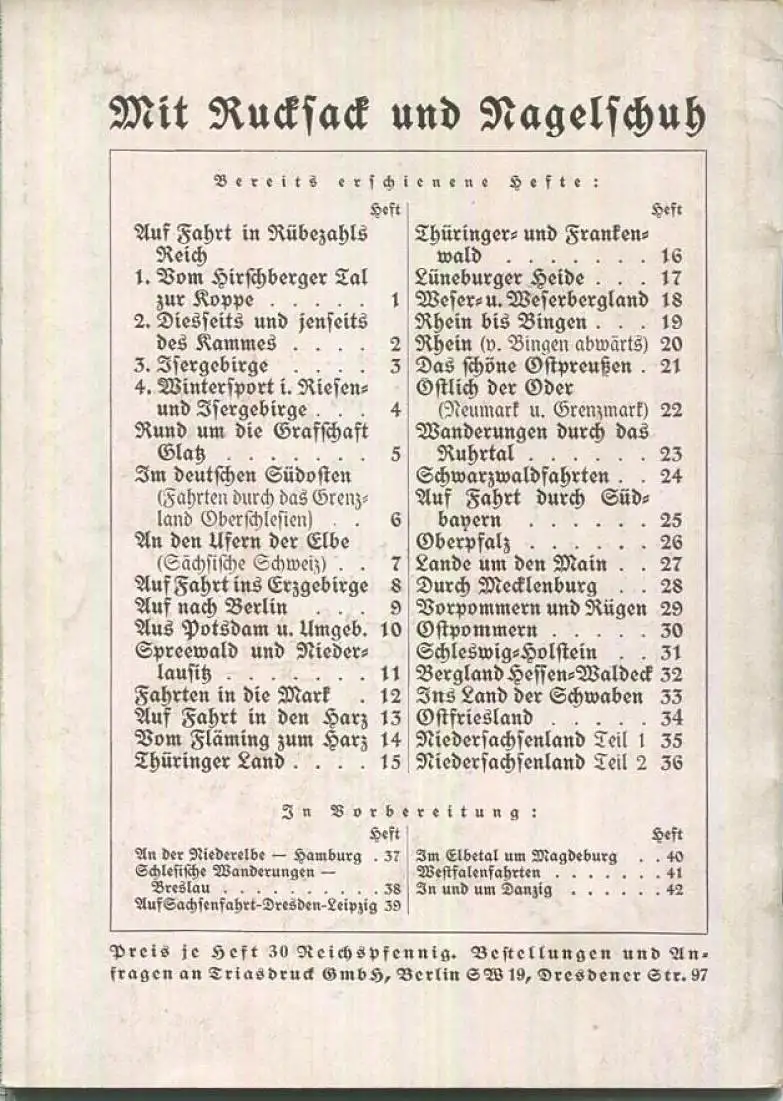 Mit Rucksack und Nagelschuh
Bereits erschienene Hefte:
Heft
Auf Fahrt in Rübezahls
Reich
1. Vom Hirschberger Tal
zur Koppe . . . . . 1
2. Diesseits und jenseits
des Kammes . . . . 2
3. Isergebirge . . . . 3
4. Wintersport i. Riesen-
und Isergebirge . . . 4
Rund um die Grafschaft
Glatz . . . . . . . 5
Im deutschen Südosten
(Fahrten durch das Grenz-
land Oberschlesien) . . 6
An den Ufern der Elbe
(Sächsische Schweiz) . . 7
Auf Fahrt ins Erzgebirge 8
Auf nach Berlin . . . 9
Aus Potsdam u. Umgeb. 10
Spreewald und Nieder-
lausitz . . . . . . . 11
Fahrten in die Mark . 12
Auf Fahrt in den Harz 13
Vom Fläming zum Harz 14
Thüringer Land . . . . 15
Heft
Thüringer- und Franken-
wald . . . . . . . 16
Lüneburger Heide . . . 17
Weser- u. Weserbergland 18
Rhein bis Bingen . . . 19
Rhein (v. Bingen abwärts) 20
Das schöne Ostpreußen . 21
Östlich der Oder
(Neumark u. Grenzmark) 22
Wanderungen durch das
Ruhrtal . . . . . . 23
Schwarzwaldfahrten . . 24
Auf Fahrt durch Süd-
bayern . . . . . . 25
Oberpfalz . . . . . . 26
Lande um den Main . . 27
Durch Mecklenburg . . 28
Vorpommern und Rügen 29
Ostpommern . . . . . 30
Schleswig-Holstein . . 31
Bergland Hessen-Waldeck 32
Ins Land der Schwaben 33
Ostfriesland . . . . . 34
Niedersachsenland Teil 1 35
Niedersachsenland Teil 2 36
In Vorbereitung:
Heft
An der Niederelbe — Hamburg . 37
Schlesische Wanderungen —
Breslau . . . . . . . . . . 38
Auf Sachsenfahrt-Dresden-Leipzig 39
Heft
Im Elbetal um Magdeburg . . 40
Westfalenfahrten . . . . . . . 41
In und um Danzig . . . . . . 42
Preis je Heft 30 Reichspfennig. Bestellungen und An-
fragen an Triasdruck GmbH, Berlin SW 19, Dresdener Str. 97